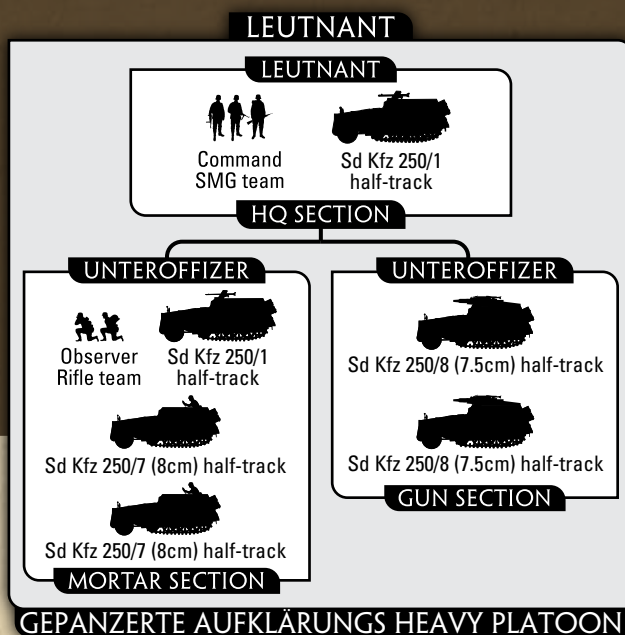 LEUTNANT
LEUTNANT
Command
SMG team
Sd Kfz 250/1
half-track
HQ SECTION
UNTEROFFIZER
Observer
Rifle team
Sd Kfz 250/1
half-track
Sd Kfz 250/7 (8cm) half-track
Sd Kfz 250/7 (8cm) half-track
MORTAR SECTION
UNTEROFFIZER
Sd Kfz 250/8 (7.5cm) half-track
Sd Kfz 250/8 (7.5cm) half-track
GUN SECTION
GEPANZERTE AUFKLÄRUNGS HEAVY PLATOON